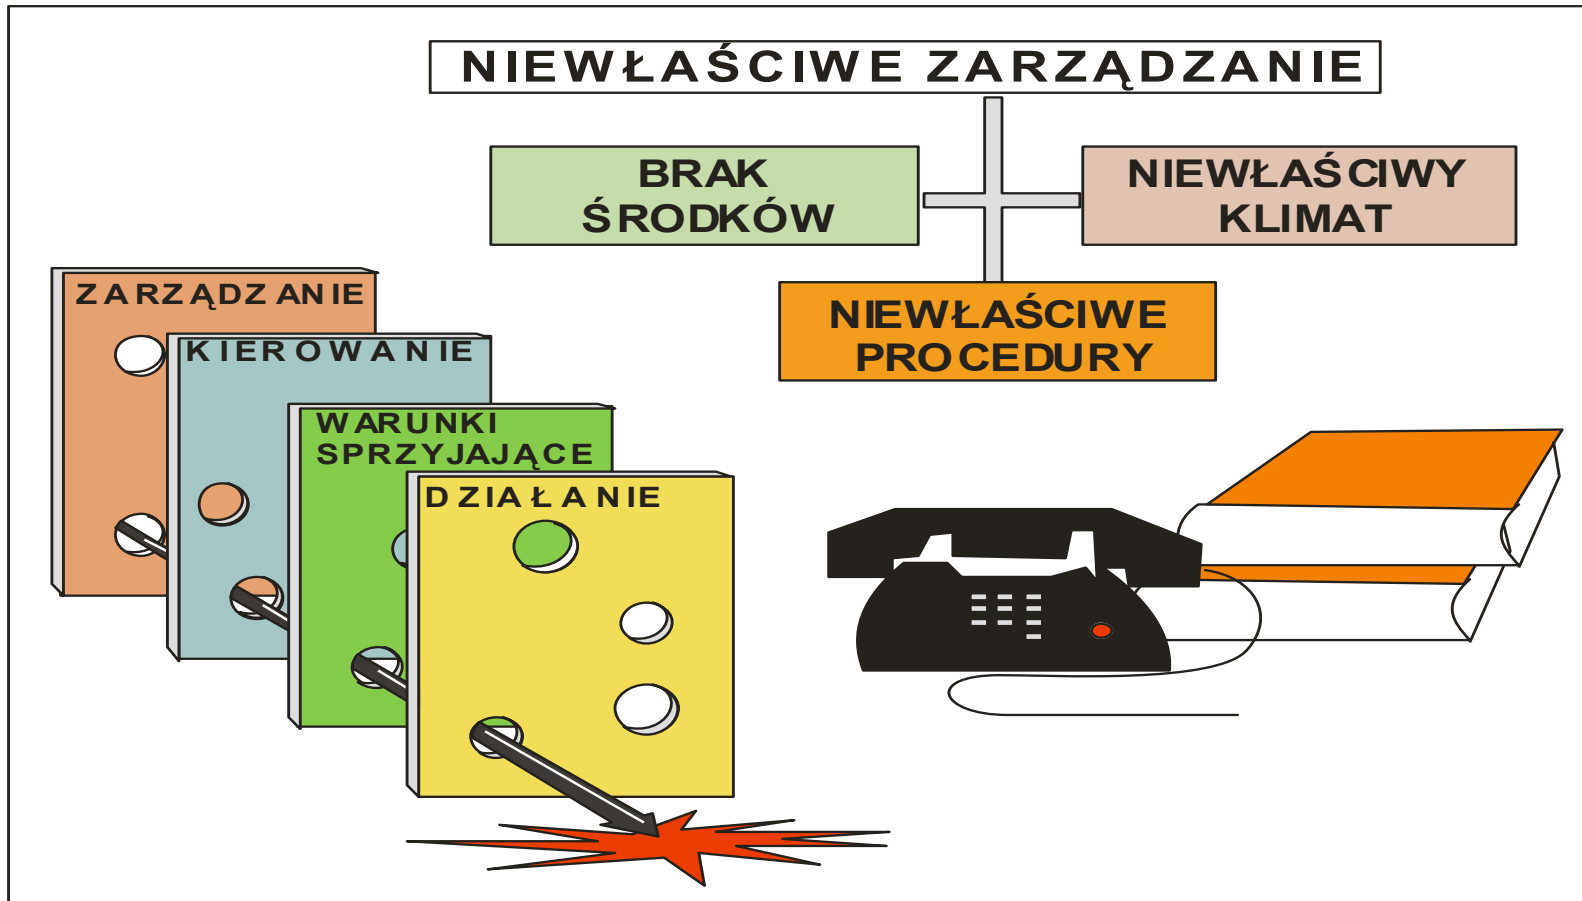 NIEWŁAŚCIWE ZARZĄDZANIE
BRAK
ŚRODKÓW
NIEWŁAŚCIWY
KLIMAT
NIEWŁAŚCIWE
PROCEDURY
ZARZĄDZANIE
KIEROWANIE
WARUNKI
SPRZYJAJĄCE
DZIAŁANIE